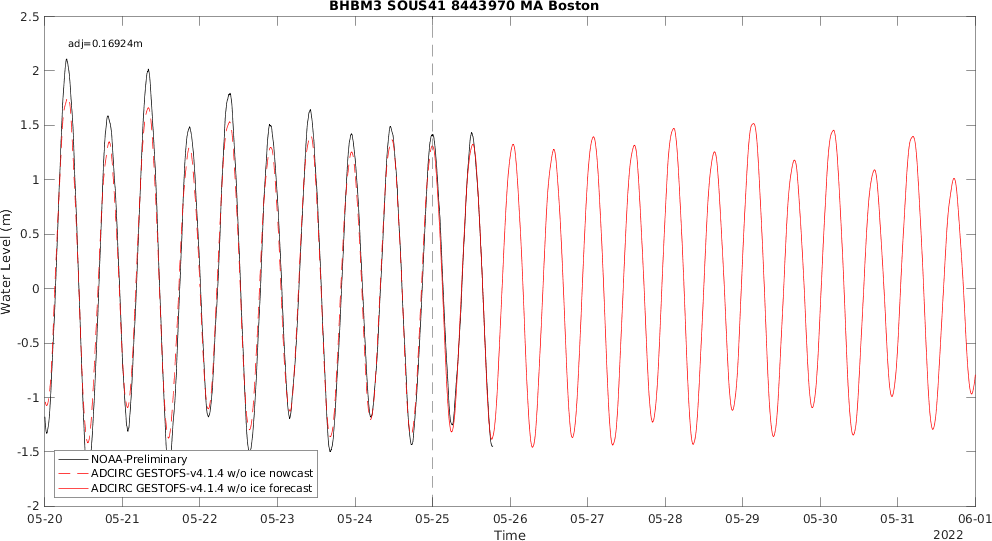 BHBM3 SOUS41 8443970 MA Boston
adj=0.16924m
2.5
2
1.5
1
0.5
0
-0.5
-1
-1.5
-2
Water Level (m)
NOAA-Preliminary
ADCIRC GESTOFS-v4.1.4 w/o ice nowcast
ADCIRC GESTOFS-v4.1.4 w/o ice forecast
05-20 05-21 05-22 05-23 05-24 05-25 05-26 05-27 05-28 05-29 05-30 05-31 06-01
Time
2022